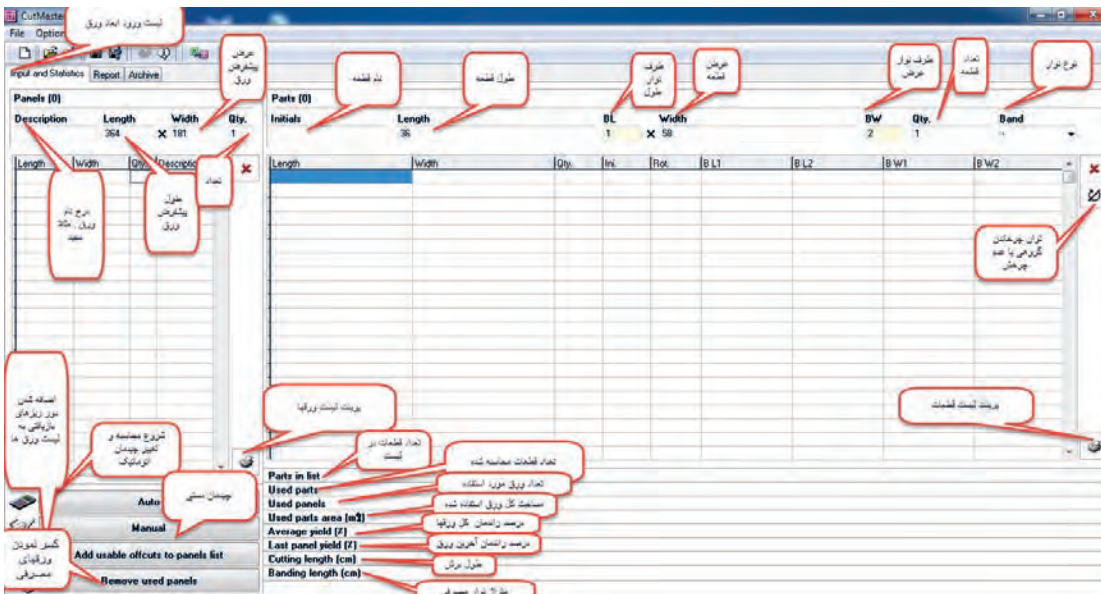 CutMaste
لیست ورود ابعاد ورق
File Option
Input and Statistics Report Archive
عرض
پیشفرض
ورق
نام قطعه
طول قطعه
طرف
نوار
طول
عرض
قطعه
طرف نوار
عرض
تعداد
قطعه
نوع نوار
Panels (0)
Parts (0)
Description Length Width Qty.
364 X 181 1
Initials Length BL Width BW Qty. Band
36 1 X 58 2 1
Length Width Qty. Description
Length Width Qty. Ini. Rot. B L1 B L2 B W1 B W2
تعداد
درج نام
ورق . مثلا
سفید
طول
پیشفرض
ورق
توان چرخاندن
گروهی یا عدم
چرخش
اضافه شدن
دور ریزهای
بازیافتی به
لیست ورق ها
شروع محاسبه و
تغییر چیدمان
اتوماتیک
پرینت لیست ورقها
پرینت لیست قطعات
چیدمان دستی
کسر نمودن
ورقهای
مصرفی
Auto
Manual
Add usable offcuts to panels list
Remove used panels
Parts in list
تعداد قطعات در
لیست
Used parts
تعداد قطعات محاسبه شده
Used panels
تعداد ورق مورد استفاده
Used parts area (m2)
مساحت کل ورق استفاده شده
Average yield (%)
درصد راندمان کل ورقها
Last panel yield (%)
درصد راندمان آخرین ورق
Cutting length (cm)
طول برش
Banding length (cm)
متراژ نوار مصرفی